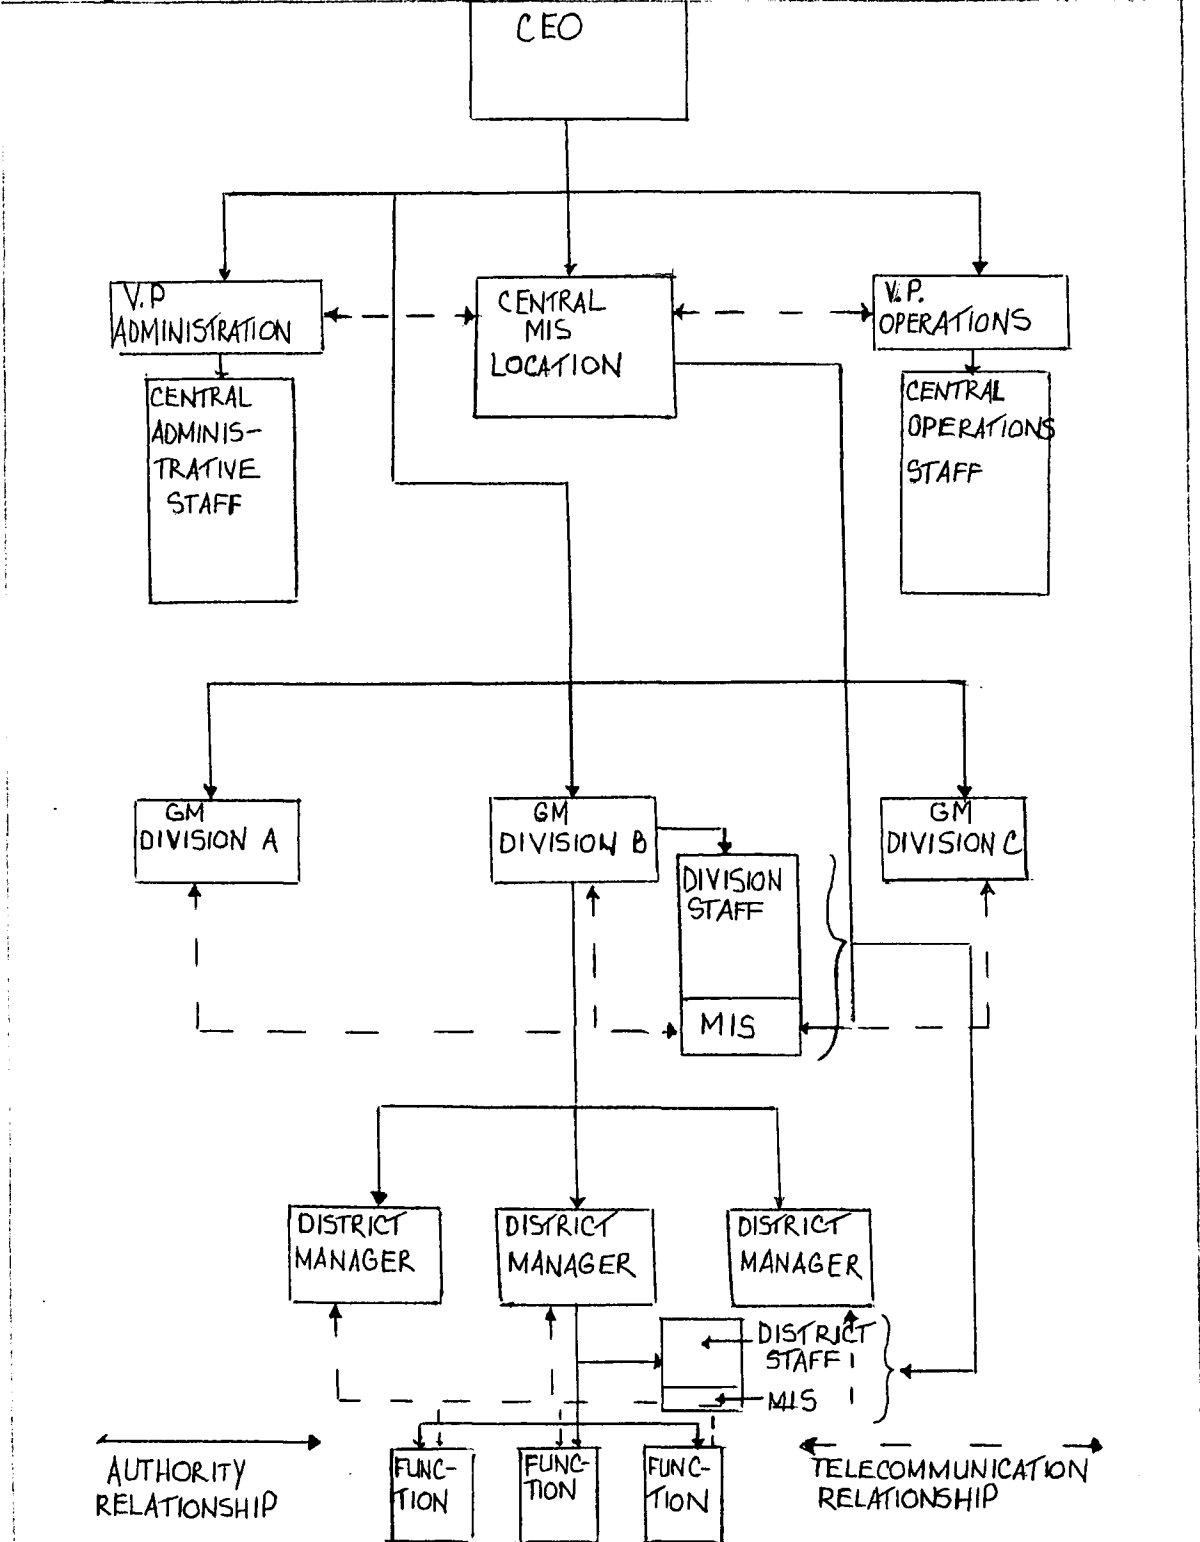 CEO
V.P
ADMINISTRATION
CENTRAL
MIS
LOCATION
V.P.
OPERATIONS
CENTRAL
ADMINIS-
TRATIVE
STAFF
CENTRAL
OPERATIONS
STAFF
GM
DIVISION A
GM
DIVISION B
GM
DIVISION C
DIVISION
STAFF
MIS
DISTRICT
MANAGER
DISTRICT
MANAGER
DISTRICT
MANAGER
DISTRICT
STAFF
MIS
FUNC-
TION
FUNC-
TION
FUNC-
TION
AUTHORITY
RELATIONSHIP
TELECOMMUNICATION
RELATIONSHIP